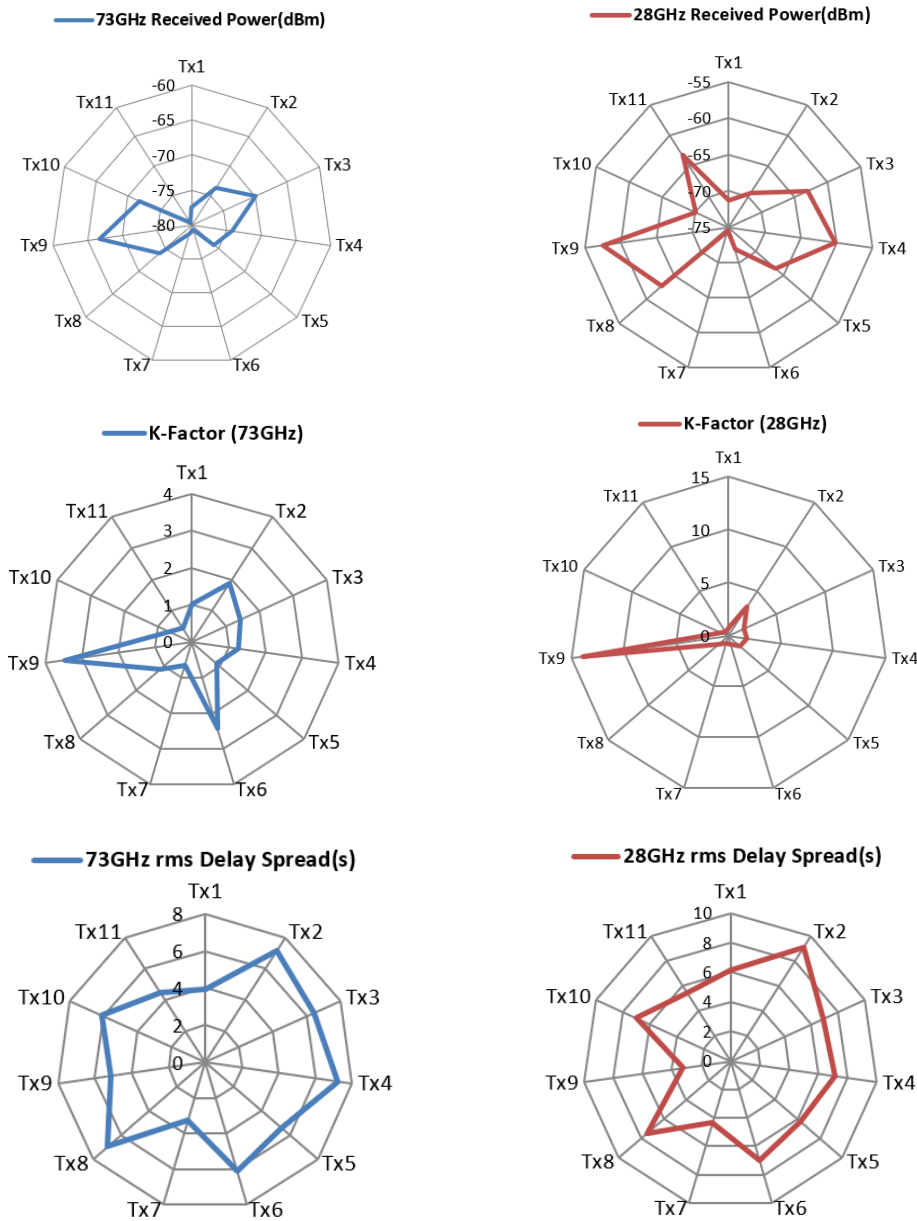 73GHz Received Power(dBm)
Tx1
-60
Tx11
Tx2
-65
-70
Tx10
Tx3
-75
-80
Tx9
Tx4
Tx8
Tx5
Tx7
Tx6
28GHz Received Power(dBm)
Tx1
-55
Tx11
Tx2
-60
-65
Tx10
Tx3
-70
-75
Tx9
Tx4
Tx8
Tx5
Tx7
Tx6
K-Factor (73GHz)
Tx1
4
Tx11
Tx2
3
2
Tx10
Tx3
1
0
Tx9
Tx4
Tx8
Tx5
Tx7
Tx6
K-Factor (28GHz)
Tx1
15
Tx11
Tx2
10
Tx10
Tx3
5
0
Tx9
Tx4
Tx8
Tx5
Tx7
Tx6
73GHz rms Delay Spread(s)
Tx1
8
Tx11
Tx2
6
4
Tx10
Tx3
2
0
Tx9
Tx4
Tx8
Tx5
Tx7
Tx6
28GHz rms Delay Spread(s)
Tx1
10
Tx11
Tx2
8
6
Tx10
Tx3
4
2
0
Tx9
Tx4
Tx8
Tx5
Tx7
Tx6